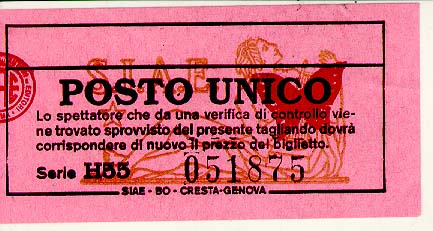 S.I.A.E
POSTO UNICO
Lo spettatore che da una verifica di controllo vie-
ne trovato sprovvisto del presente tagliando dovrà
corrispondere di nuovo il prezzo del biglietto.
Serie H55 051875
SIAE - BO - CRESTA-GENOVA